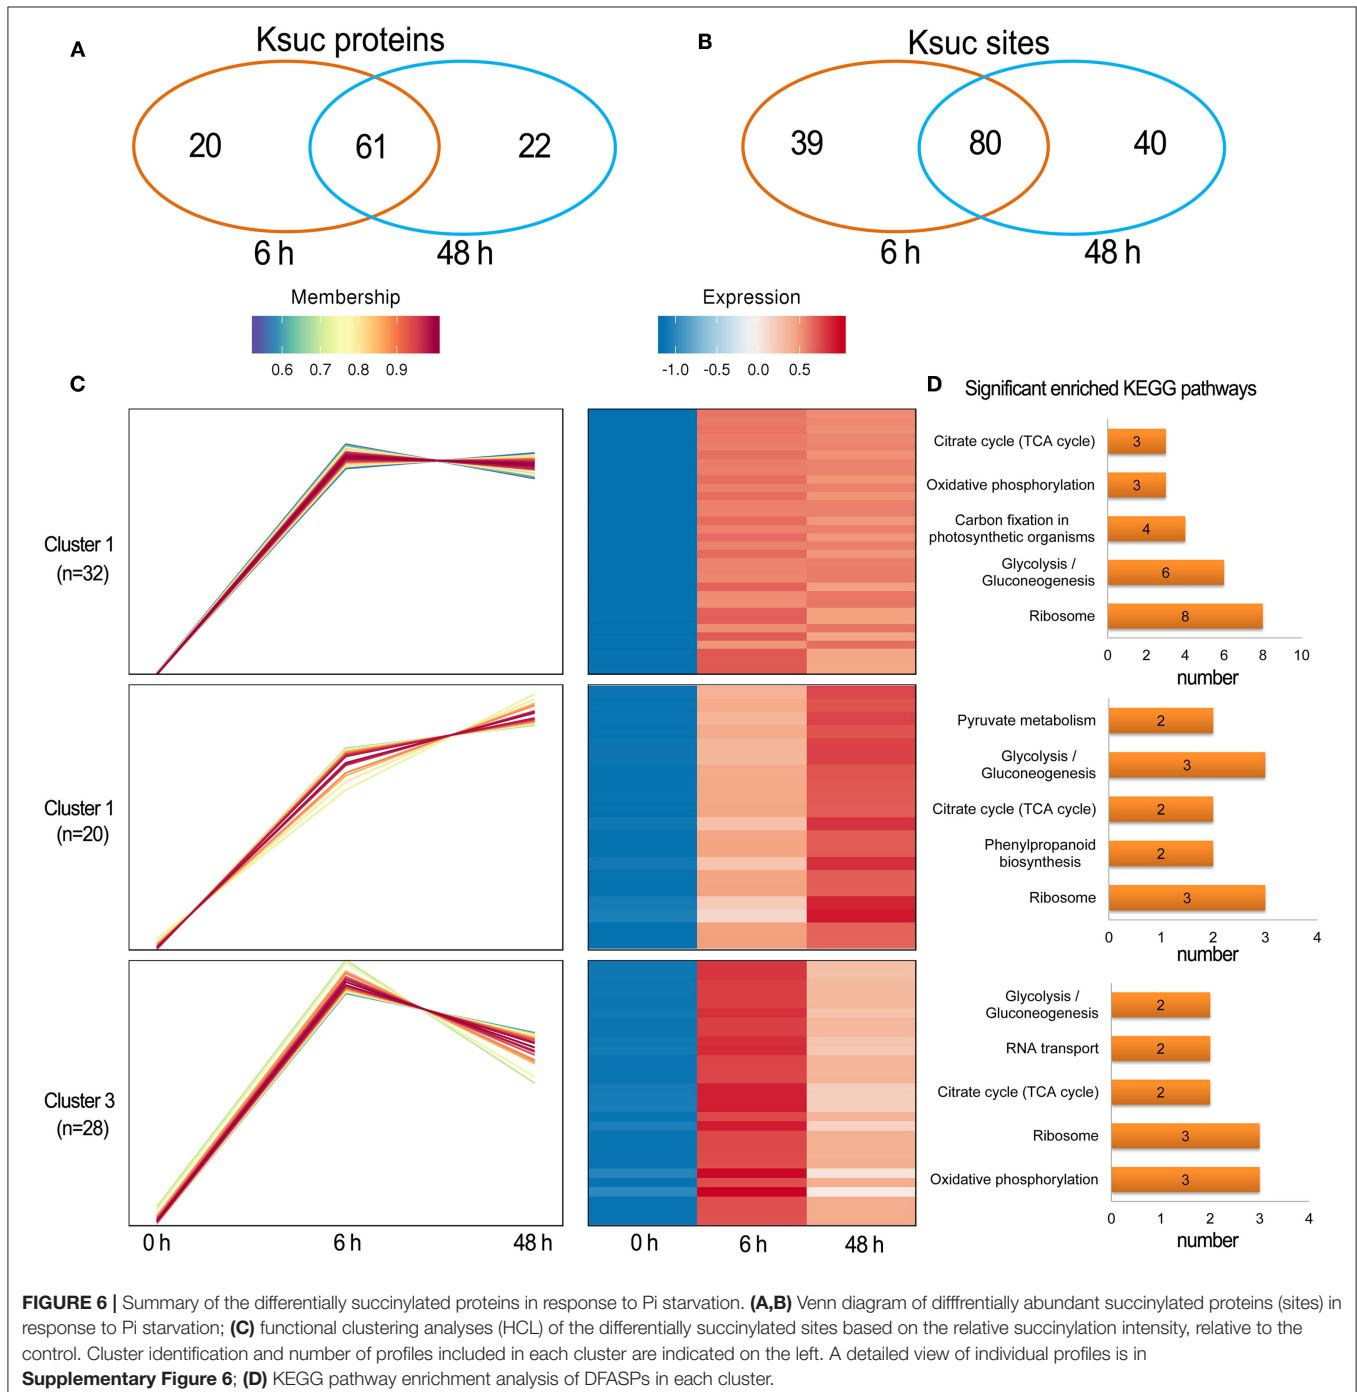 A
Ksuc proteins
20
61
22
6 h
48 h
B
Ksuc sites
39
80
40
6 h
48 h
Membership
0.6 0.7 0.8 0.9
Expression
-1.0 -0.5 0.0 0.5
C
Cluster 1
(n=32)
Cluster 1
(n=20)
Cluster 3
(n=28)
0 h 6 h 48 h
0 h 6 h 48 h
D
Significant enriched KEGG pathways
Citrate cycle (TCA cycle) 3
Oxidative phosphorylation 3
Carbon fixation in
photosynthetic organisms 4
Glycolysis /
Gluconeogenesis 6
Ribosome 8
0 2 4 6 8 10
number
Pyruvate metabolism 2
Glycolysis /
Gluconeogenesis 3
Citrate cycle (TCA cycle) 2
Phenylpropanoid
biosynthesis 2
Ribosome 3
0 1 2 3 4
number
Glycolysis /
Gluconeogenesis 2
RNA transport 2
Citrate cycle (TCA cycle) 2
Ribosome 3
Oxidative phosphorylation 3
0 1 2 3 4
number
FIGURE 6 | Summary of the differentially succinylated proteins in response to Pi starvation. (A,B) Venn diagram of difffrentially abundant succinylated proteins (sites) in
response to Pi starvation; (C) functional clustering analyses (HCL) of the differentially succinylated sites based on the relative succinylation intensity, relative to the
control. Cluster identification and number of profiles included in each cluster are indicated on the left. A detailed view of individual profiles is in
Supplementary Figure 6; (D) KEGG pathway enrichment analysis of DFASPs in each cluster.